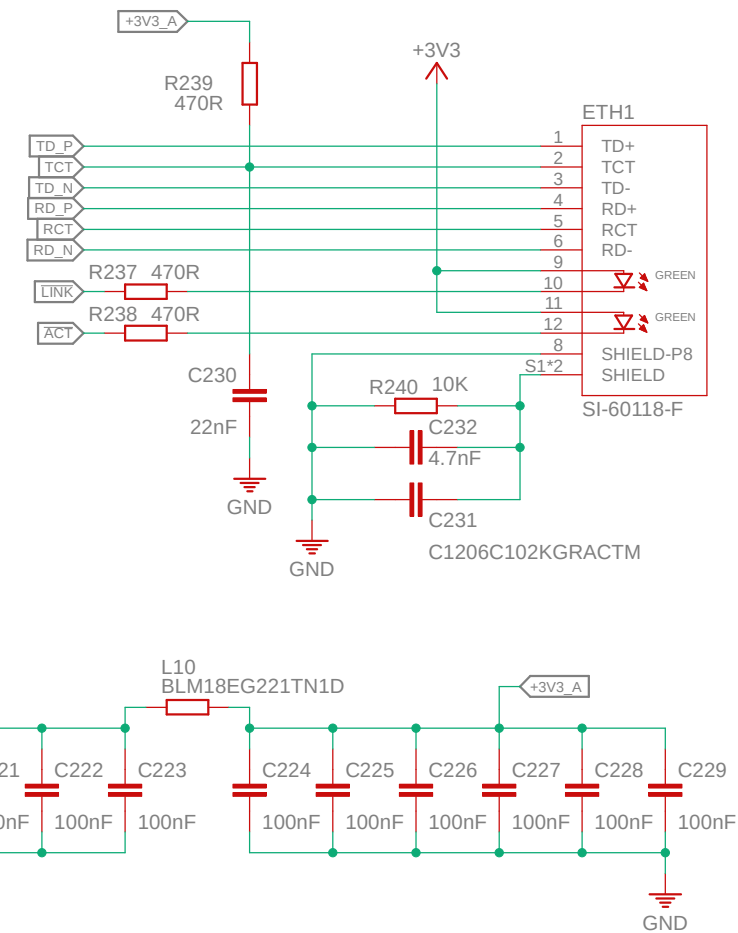 +3V3_A
+3V3
R239
470R
ETH1
TD_P
1
TD+
TCT
2
TCT
TD_N
3
TD-
RD_P
4
RD+
RCT
5
RCT
RD_N
6
RD-
R237 470R
9
GREEN
LINK
10
R238 470R
11
GREEN
ACT
12
8
SHIELD-P8
C230
S1*2
SHIELD
R240 10K
22nF
C232
SI-60118-F
4.7nF
GND
C231
C1206C102KGRACTM
GND
L10
BLM18EG221TN1D
+3V3_A
21
C222
C223
C224
C225
C226
C227
C228
C229
nF
100nF
100nF
100nF
100nF
100nF
100nF
100nF
100nF
GND